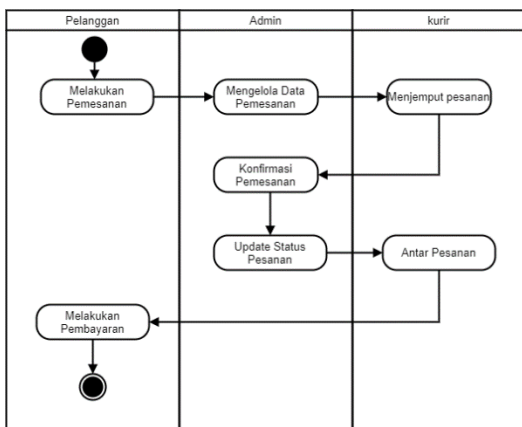 Pelanggan
Admin
kurir
Melakukan
Pemesanan
Mengelola Data
Pemesanan
Menjemput pesanan
Konfirmasi
Pemesanan
Update Status
Pesanan
Antar Pesanan
Melakukan
Pembayaran